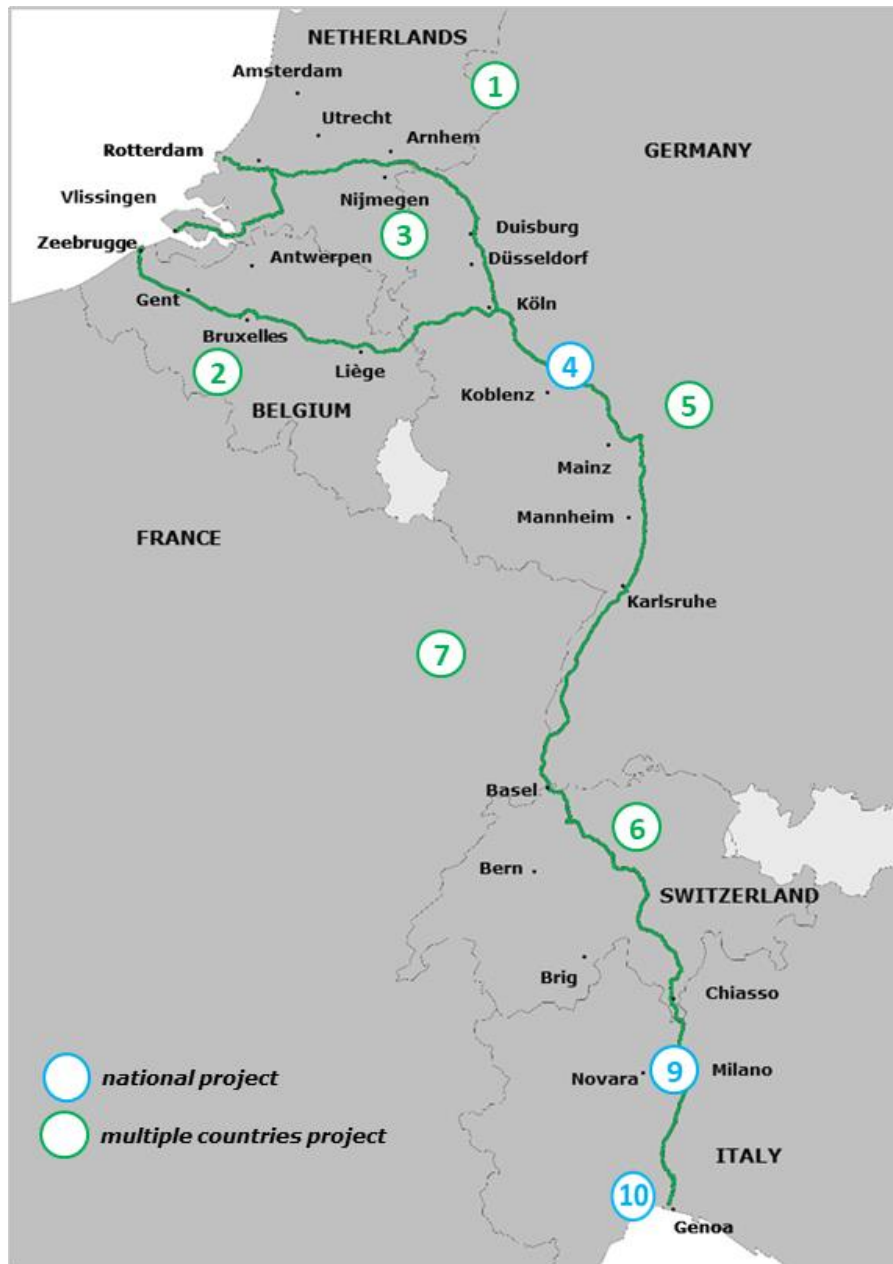 NETHERLANDS
Amsterdam
1
Utrecht
Arnhem
Rotterdam
GERMANY
Vlissingen
Nijmegen
3
Duisburg
Zeebrugge
Antwerpen
Düsseldorf
Gent
Köln
Bruxelles
4
2
Liège
Koblenz
5
BELGIUM
Mainz
Mannheim
FRANCE
Karlsruhe
7
Basel
6
Bern
SWITZERLAND
Brig
Chiasso
9
Milano
Novara
national project
multiple countries project
ITALY
10
Genoa